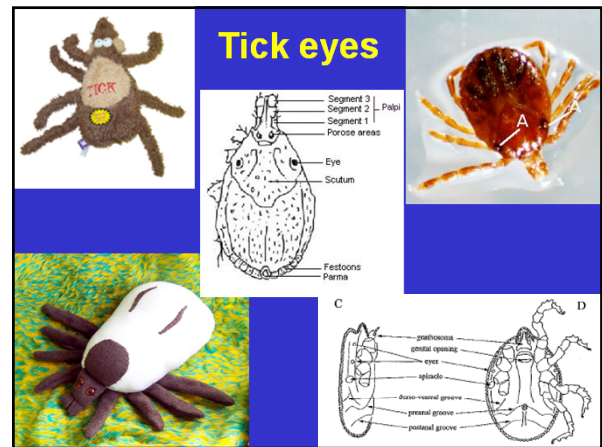 Tick eyes
TICK
Segment 3
Segment 2
Palpi
Segment 1
Porose areas
Eye
Scutum
Festoons
Parma
A
A
C
D
gnathosoma
genital opening
eyes
spiracle
dorso-ventral groove
preanal groove
postanal groove